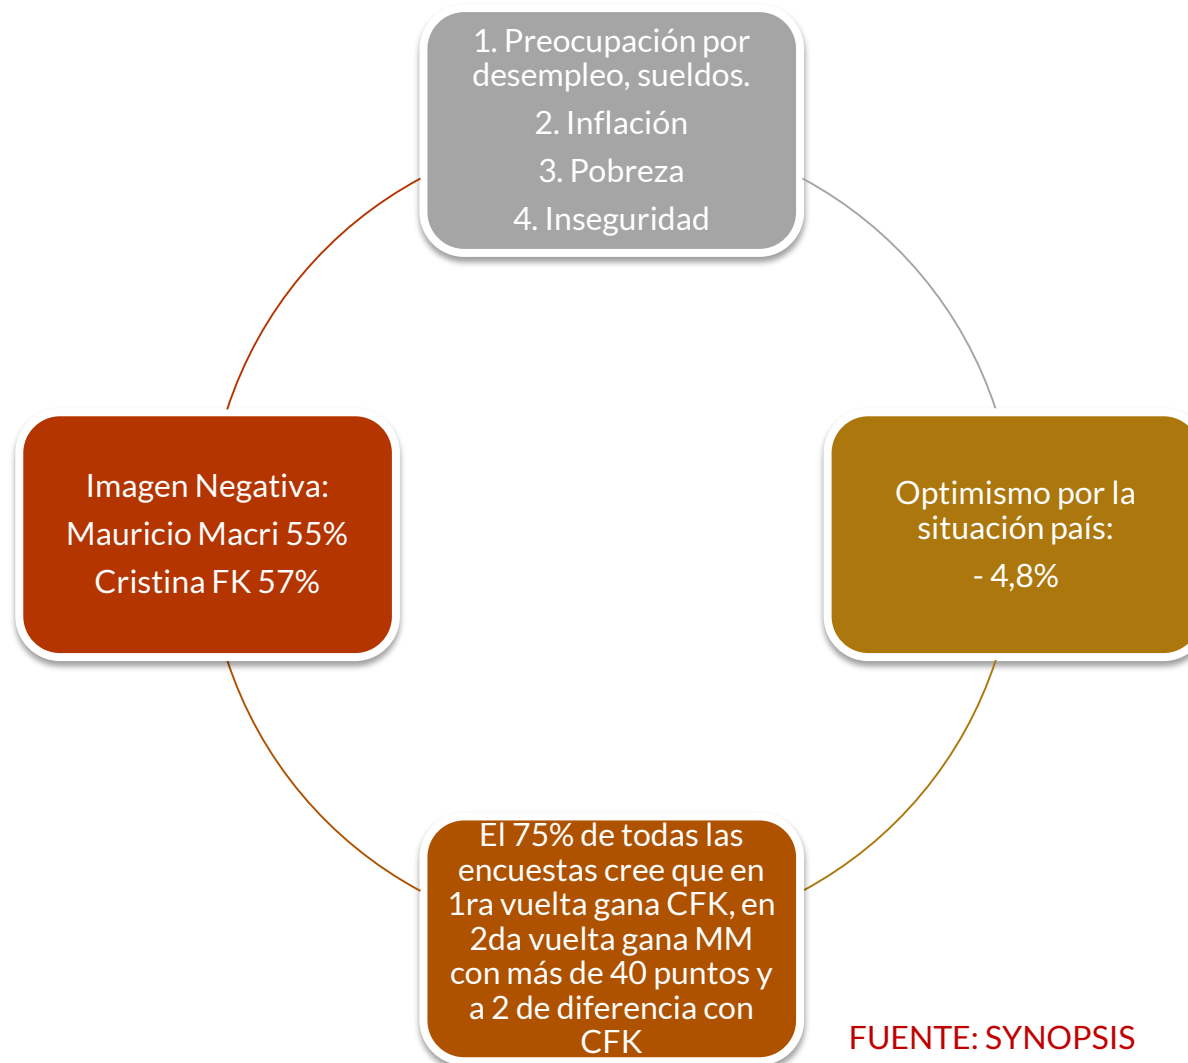 1. Preocupación por
desempleo, sueldos.
2. Inflación
3. Pobreza
4. Inseguridad
Imagen Negativa:
Mauricio Macri 55%
Cristina FK 57%
Optimismo por la
situación país:
- 4,8%
El 75% de todas las
encuestas cree que en
1ra vuelta gana CFK, en
2da vuelta gana MM
con más de 40 puntos y
a 2 de diferencia con
CFK
FUENTE: SYNOPSIS